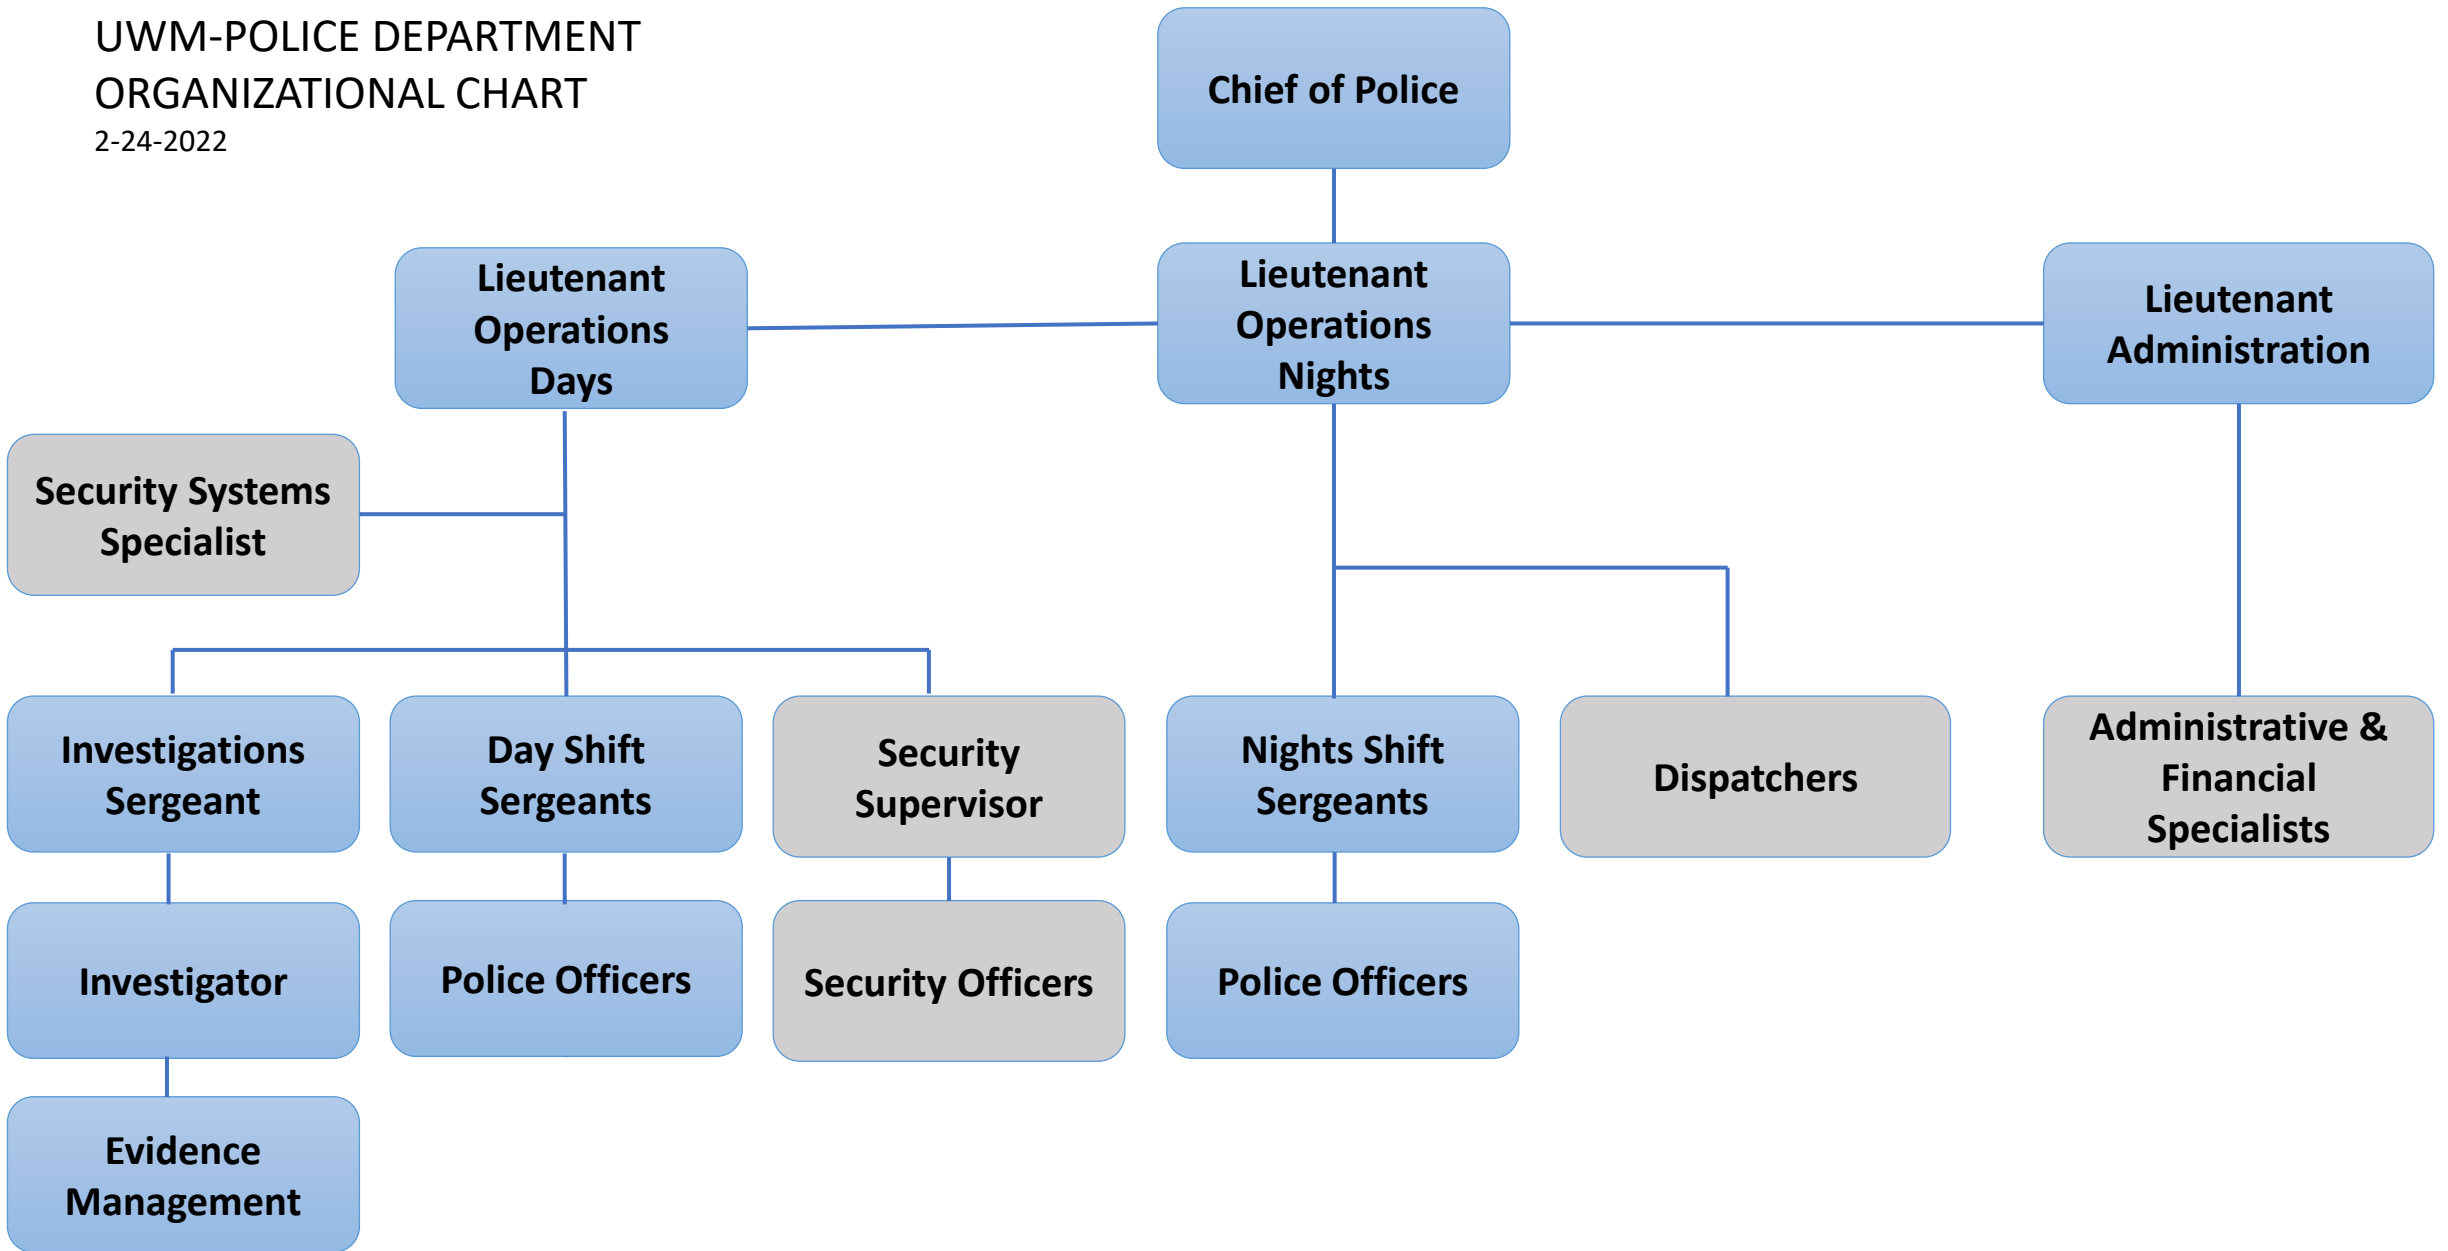 UWM-POLICE DEPARTMENT
ORGANIZATIONAL CHART
2-24-2022
Chief of Police
Lieutenant
Operations
Days
Lieutenant
Operations
Nights
Lieutenant
Administration
Security Systems
Specialist
Investigations
Sergeant
Day Shift
Sergeants
Security
Supervisor
Nights Shift
Sergeants
Dispatchers
Administrative &
Financial
Specialists
Investigator
Police Officers
Security Officers
Police Officers
Evidence
Management